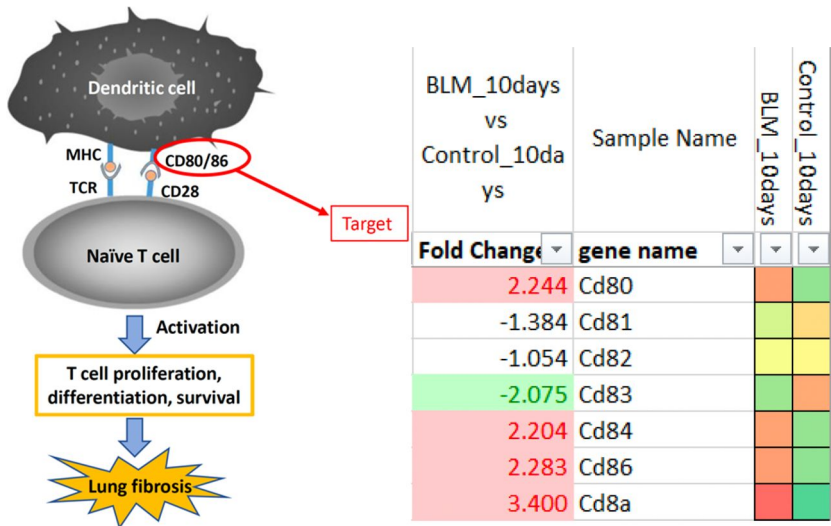 Dendritic cell
MHC
CD80/86
TCR
CD28
Target
Naïve T cell
Activation
T cell proliferation,
differentiation, survival
Lung fibrosis
BLM_10days
vs
Control_10da
ys
Sample Name
BLM_10days
Control_10days
Fold Change
gene name
2.244 Cd80
-1.384 Cd81
-1.054 Cd82
-2.075 Cd83
2.204 Cd84
2.283 Cd86
3.400 Cd8a